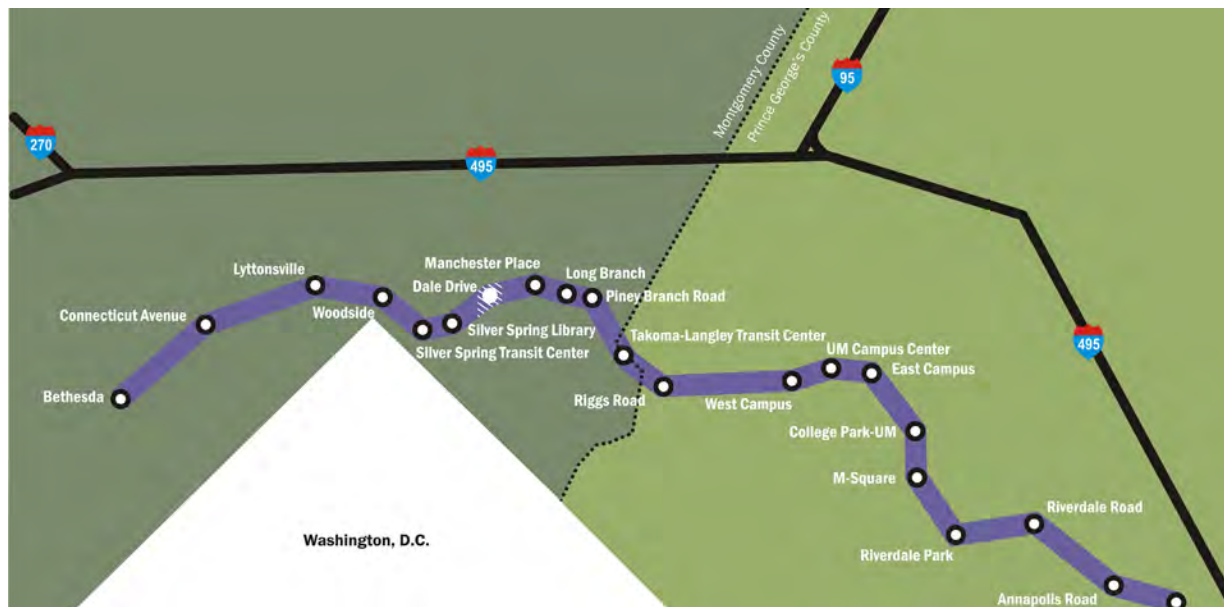 Montgomery County
Prince George's County
95
270
495
Lyttonsville
Manchester Place
Long Branch
Dale Drive
Piney Branch Road
Connecticut Avenue
Woodside
Silver Spring Library
Takoma-Langley Transit Center
Silver Spring Transit Center
UM Campus Center
495
East Campus
Bethesda
Riggs Road
West Campus
College Park-UM
M-Square
Riverdale Road
Washington, D.C.
Riverdale Park
Annapolis Road